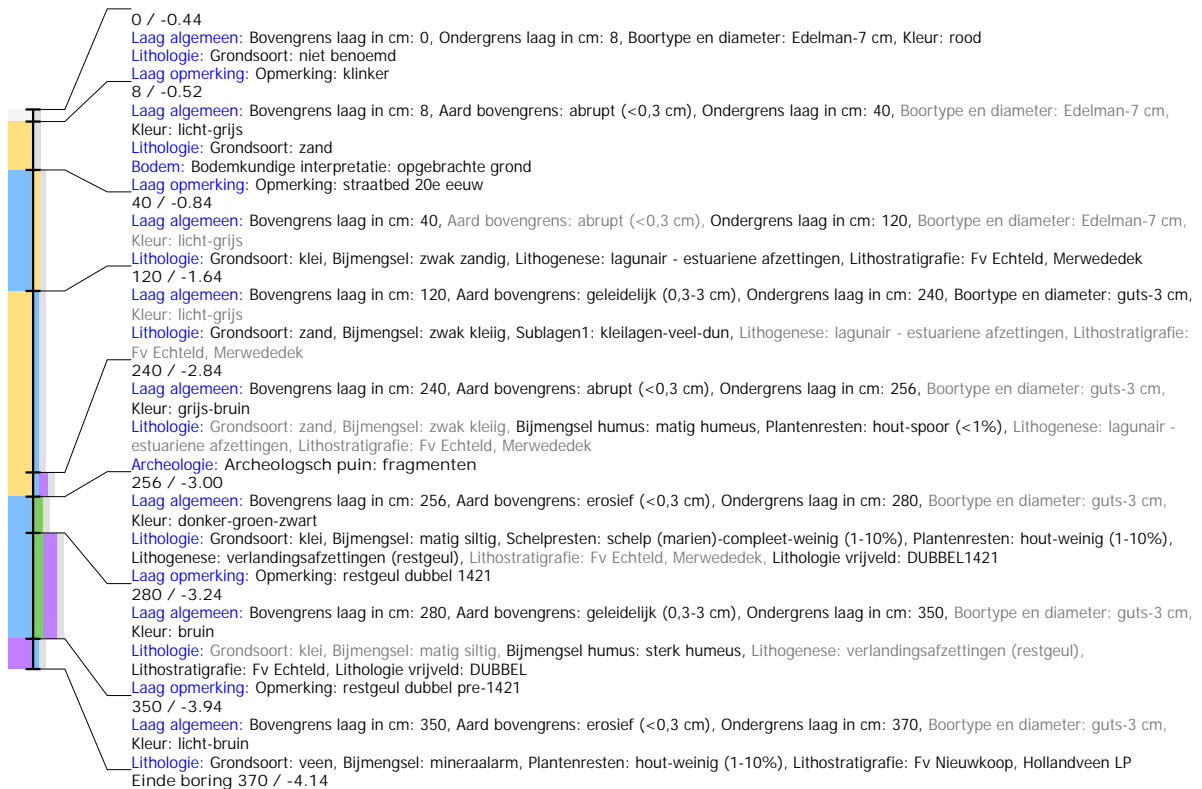 0 / -0.44
Laag algemeen: Bovengrens laag in cm: 0, Ondergrens laag in cm: 8, Boortype en diameter: Edelman-7 cm, Kleur: rood
Lithologie: Grondsoort: niet benoemd
Laag opmerking: Opmerking: klinker
8 / -0.52
Laag algemeen: Bovengrens laag in cm: 8, Aard bovengrens: abrupt (<0,3 cm), Ondergrens laag in cm: 40, Boortype en diameter: Edelman-7 cm,
Kleur: licht-grijs
Lithologie: Grondsoort: zand
Bodem: Bodemkundige interpretatie: opgebrachte grond
Laag opmerking: Opmerking: straatbed 20e eeuw
40 / -0.84
Laag algemeen: Bovengrens laag in cm: 40, Aard bovengrens: abrupt (<0,3 cm), Ondergrens laag in cm: 120, Boortype en diameter: Edelman-7 cm,
Kleur: licht-grijs
Lithologie: Grondsoort: klei, Bijmengsel: zwak zandig, Lithogenese: lagunair - estuariene afzettingen, Lithostratigrafie: Fv Echteld, Merwededek
120 / -1.64
Laag algemeen: Bovengrens laag in cm: 120, Aard bovengrens: geleidelijk (0,3-3 cm), Ondergrens laag in cm: 240, Boortype en diameter: guts-3 cm,
Kleur: licht-grijs
Lithologie: Grondsoort: zand, Bijmengsel: zwak kleiig, Sublagen1: kleilagen-veel-dun, Lithogenese: lagunair - estuariene afzettingen, Lithostratigrafie:
Fv Echteld, Merwededek
240 / -2.84
Laag algemeen: Bovengrens laag in cm: 240, Aard bovengrens: abrupt (<0,3 cm), Ondergrens laag in cm: 256, Boortype en diameter: guts-3 cm,
Kleur: grijs-bruin
Lithologie: Grondsoort: zand, Bijmengsel: zwak kleiig, Bijmengsel humus: matig humeus, Plantenresten: hout-spoor (<1%), Lithogenese: lagunair -
estuariene afzettingen, Lithostratigrafie: Fv Echteld, Merwededek
Archeologie: Archeologsch puin: fragmenten
256 / -3.00
Laag algemeen: Bovengrens laag in cm: 256, Aard bovengrens: erosief (<0,3 cm), Ondergrens laag in cm: 280, Boortype en diameter: guts-3 cm,
Kleur: donker-groen-zwart
Lithologie: Grondsoort: klei, Bijmengsel: matig siltig, Schelpresten: schelp (marien)-compleet-weinig (1-10%), Plantenresten: hout-weinig (1-10%),
Lithogenese: verlandingsafzettingen (restgeul), Lithostratigrafie: Fv Echteld, Merwededek, Lithologie vrijveld: DUBBEL1421
Laag opmerking: Opmerking: restgeul dubbel 1421
280 / -3.24
Laag algemeen: Bovengrens laag in cm: 280, Aard bovengrens: geleidelijk (0,3-3 cm), Ondergrens laag in cm: 350, Boortype en diameter: guts-3 cm,
Kleur: bruin
Lithologie: Grondsoort: klei, Bijmengsel: matig siltig, Bijmengsel humus: sterk humeus, Lithogenese: verlandingsafzettingen (restgeul),
Lithostratigrafie: Fv Echteld, Lithologie vrijveld: DUBBEL
Laag opmerking: Opmerking: restgeul dubbel pre-1421
350 / -3.94
Laag algemeen: Bovengrens laag in cm: 350, Aard bovengrens: erosief (<0,3 cm), Ondergrens laag in cm: 370, Boortype en diameter: guts-3 cm,
Kleur: licht-bruin
Lithologie: Grondsoort: veen, Bijmengsel: mineraalarm, Plantenresten: hout-weinig (1-10%), Lithostratigrafie: Fv Nieuwkoop, Hollandveen LP
Einde boring 370 / -4.14